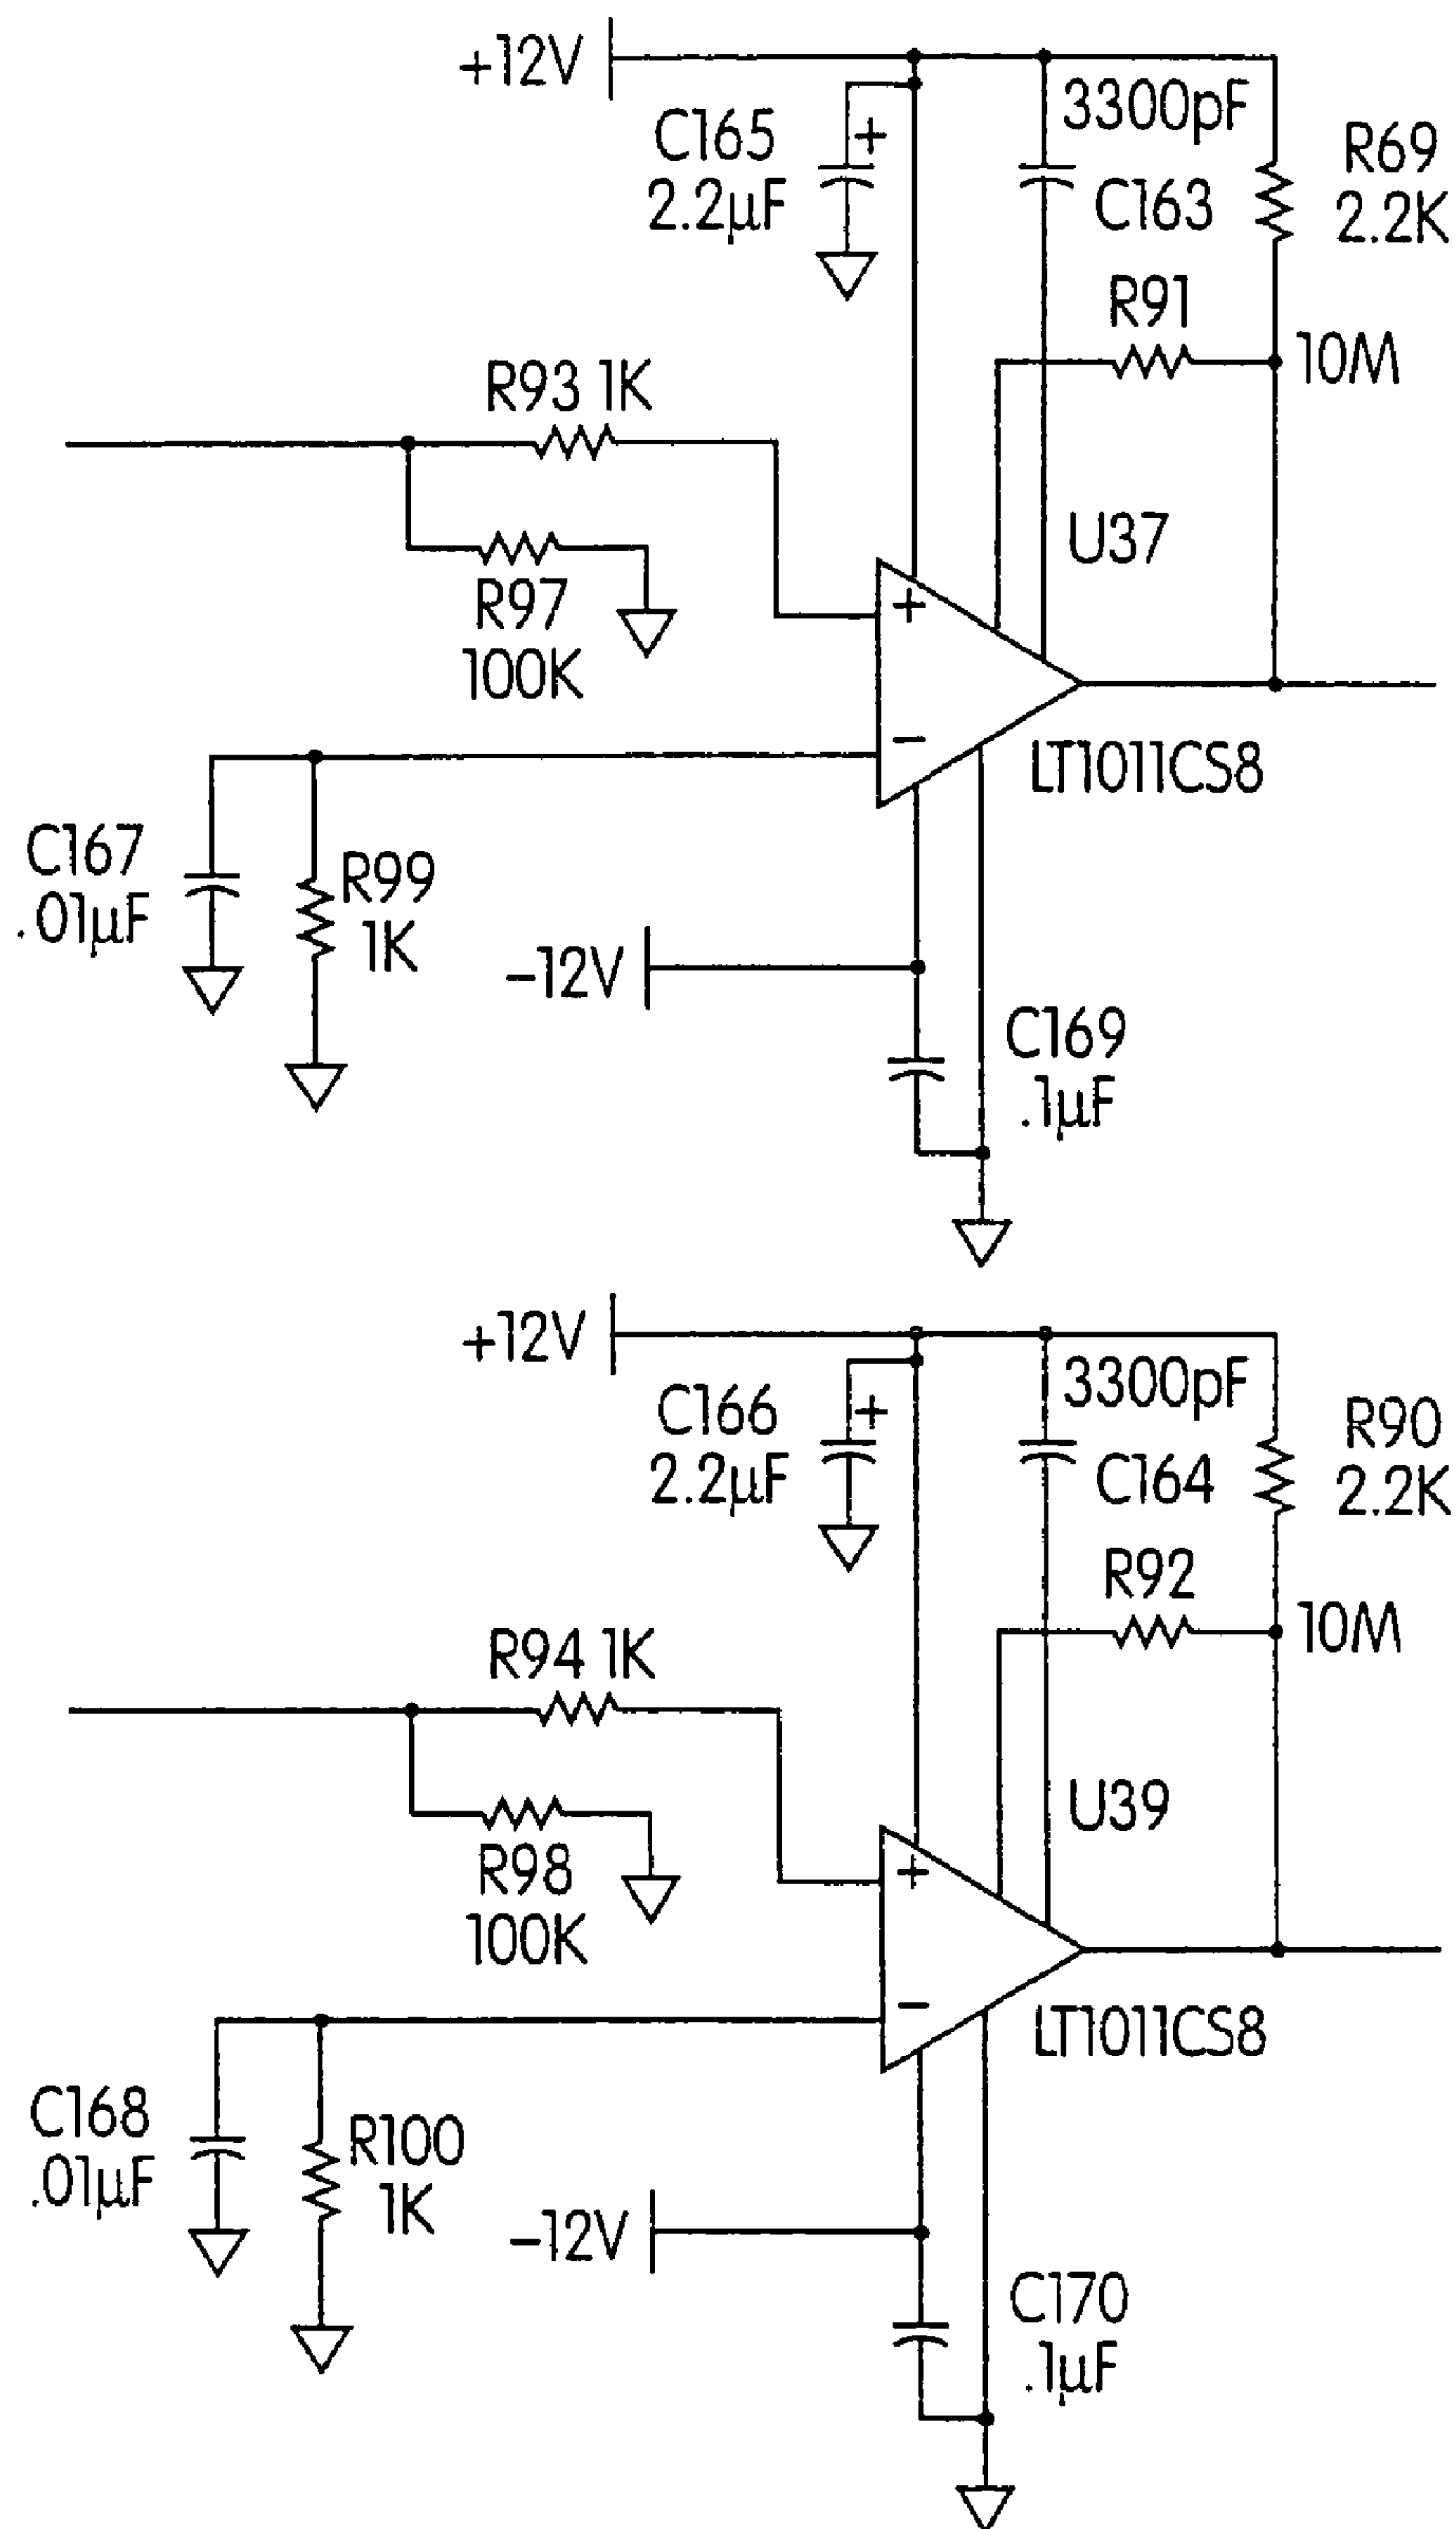 +12V
3300pF
C165
2.2µF
+
C163
R69
2.2K
R91
10M
R93 1K
U37
R97
100K
+
−
LT1011CS8
C167
.01µF
R99
1K
−12V
C169
.1µF
+12V
3300pF
C166
2.2µF
+
C164
R90
2.2K
R92
10M
R94 1K
U39
R98
100K
+
−
LT1011CS8
C168
.01µF
R100
1K
−12V
C170
.1µF